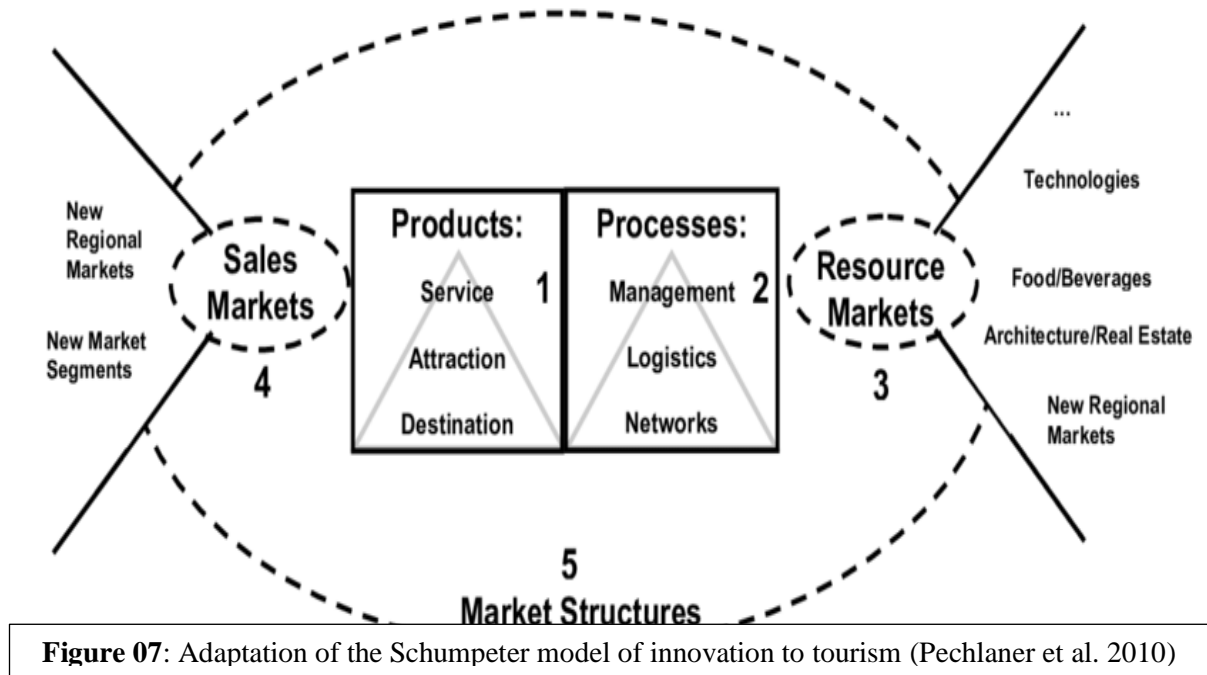 New
Regional
Markets
New Market
Segments
Sales
Markets
4
Products:
Service
1
Attraction
Destination
Processes:
Management
2
Logistics
Networks
Resource
Markets
3
...
Technologies
Food/Beverages
Architecture/Real Estate
New Regional
Markets
5
Market Structures
Figure 07: Adaptation of the Schumpeter model of innovation to tourism (Pechlaner et al. 2010)